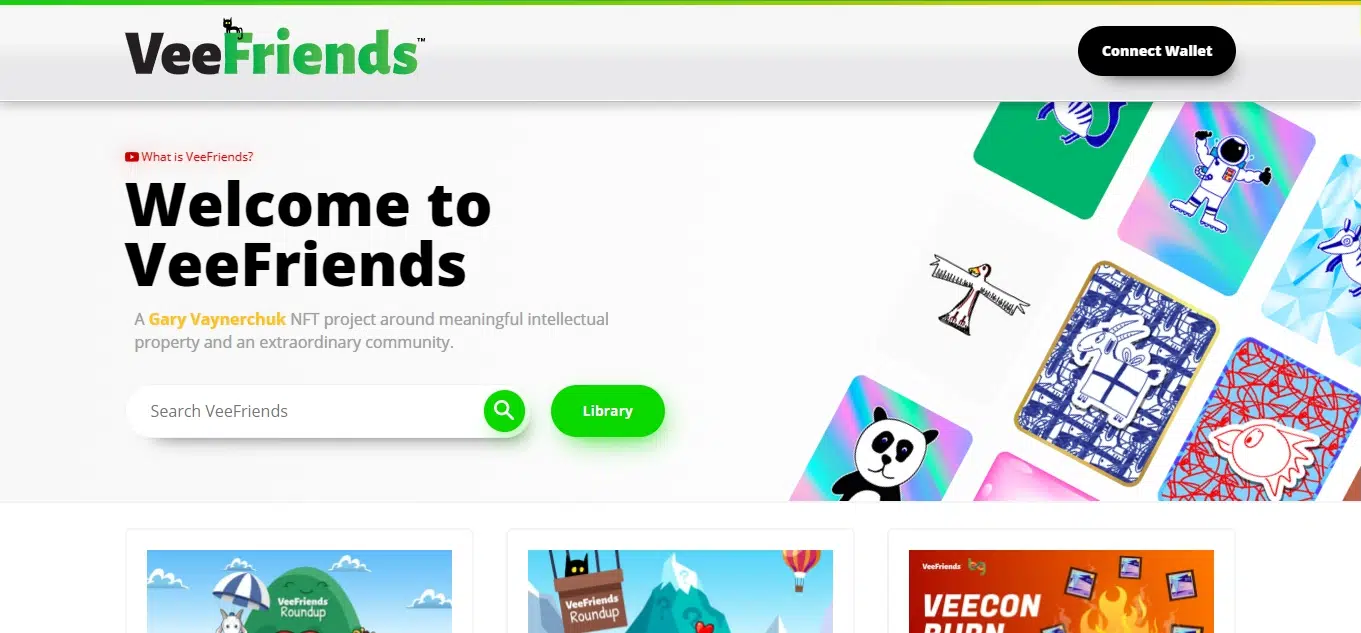 VeeFriends™
Connect Wallet
What is VeeFriends?
Welcome to
VeeFriends
A Gary Vaynerchuk NFT project around meaningful intellectual
property and an extraordinary community.
Search VeeFriends
Library
VeeFriends
Roundup
VeeFriends
Roundup
VeeFriends
VEECON
BURN